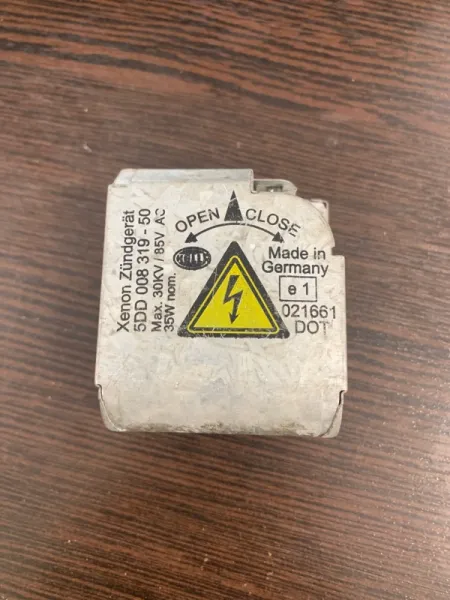 Xenon Zündgerät
5DD 008 319 - 50
Max. 30KV / 85V AC
35W nom.
OPEN CLOSE
HELLA
Made in
Germany
e 1
021661
DOT